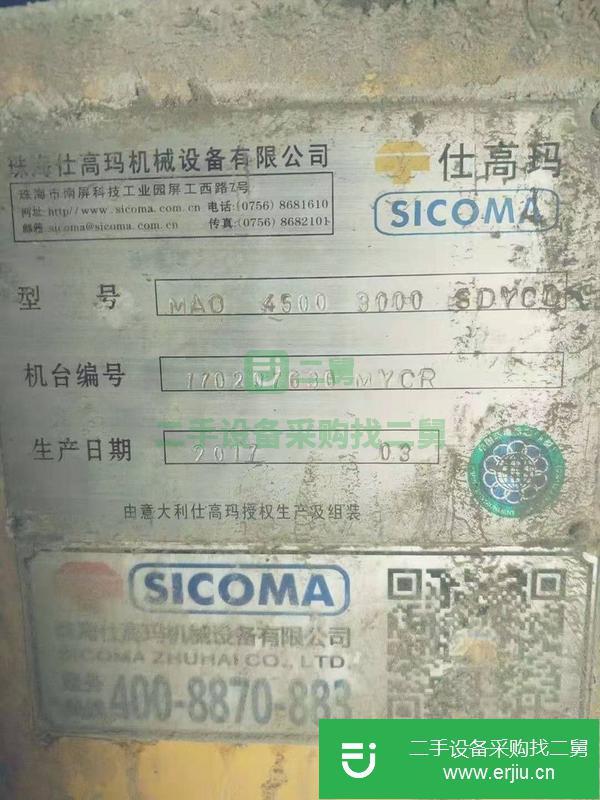 珠海仕高玛机械设备有限公司
仕高玛
SICOMA
珠海市南屏科技工业园屏工西路7号
网址:http//www.sicoma.com.cn 电话:(0756) 8681610
邮箱:sicoma@sicoma.com.cn 传真:(0756) 8682101
型 号 MAO 4500 3000 SDYCD
机台编号 MYCR
二舅
二手设备采购找二舅
生产日期 2017 03
由意大利仕高玛授权生产及组装
SICOMA
珠海仕高玛机械设备有限公司
SICOMA ZHUHAI CO., LTD
400-8870-883
二手设备采购找二舅
www.erjiu.cn